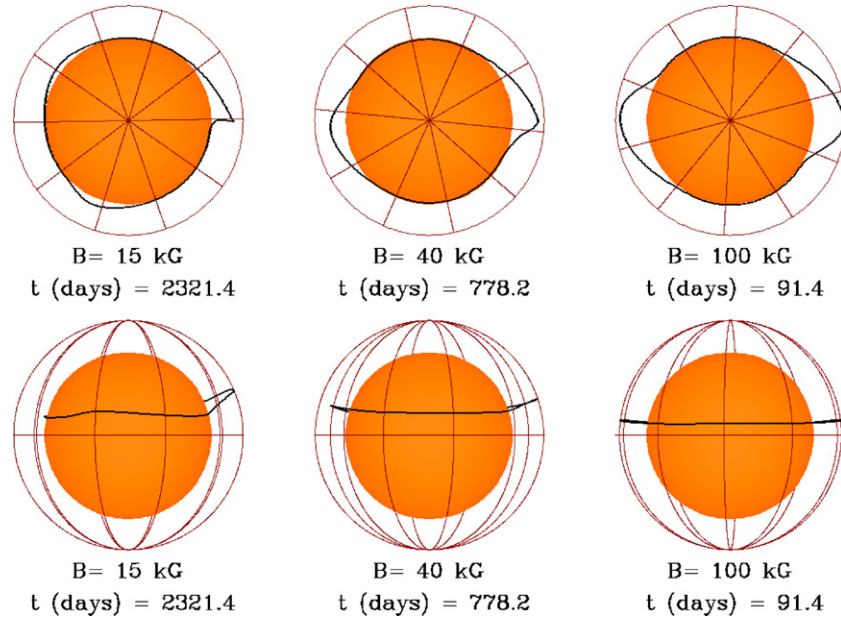 B= 15 kG
t (days) = 2321.4
B= 40 kG
t (days) = 778.2
B= 100 kG
t (days) = 91.4
B= 15 kG
t (days) = 2321.4
B= 40 kG
t (days) = 778.2
B= 100 kG
t (days) = 91.4